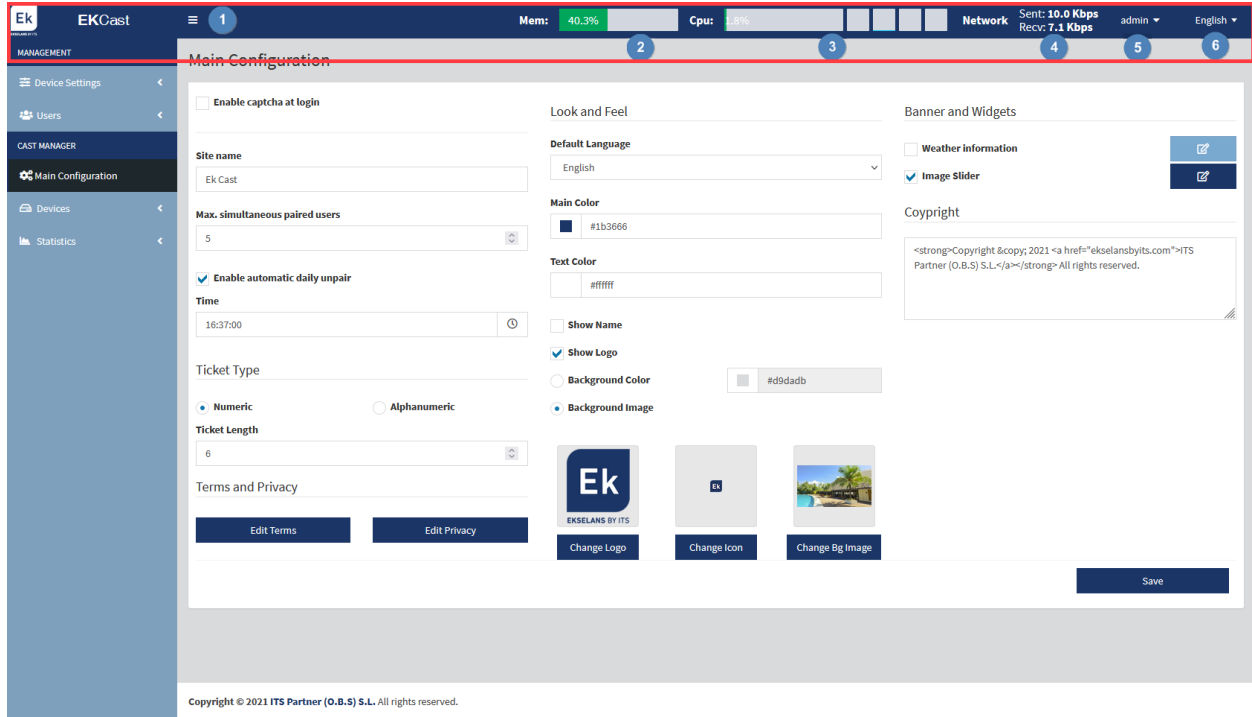 Ek
EKSELANS BY ITS
EKCast
1
Mem: 40.3%
Cpu: 1.8%
Network
Sent: 10.0 Kbps
Recv: 7.1 Kbps
admin
English
2
3
4
5
6
MANAGEMENT
Device Settings
Users
CAST MANAGER
Main Configuration
Devices
Statistics
Main Configuration
Enable captcha at login
Site name
Ek Cast
Max. simultaneous paired users
5
Enable automatic daily unpair
Time
16:37:00
Ticket Type
Numeric
Alphanumeric
Ticket Length
6
Terms and Privacy
Edit Terms
Edit Privacy
Look and Feel
Default Language
English
Main Color
#1b3666
Text Color
#ffffff
Show Name
Show Logo
Background Color
#d9dadb
Background Image
Ek
EKSELANS BY ITS
Ek
Change Logo
Change Icon
Change Bg Image
Banner and Widgets
Weather information
Image Slider
Coypright
<strong>Copyright &copy; 2021 <a href="ekselansbyits.com">ITS
Partner (O.B.S) S.L.</a></strong> All rights reserved.
Save
Copyright © 2021 ITS Partner (O.B.S) S.L. All rights reserved.